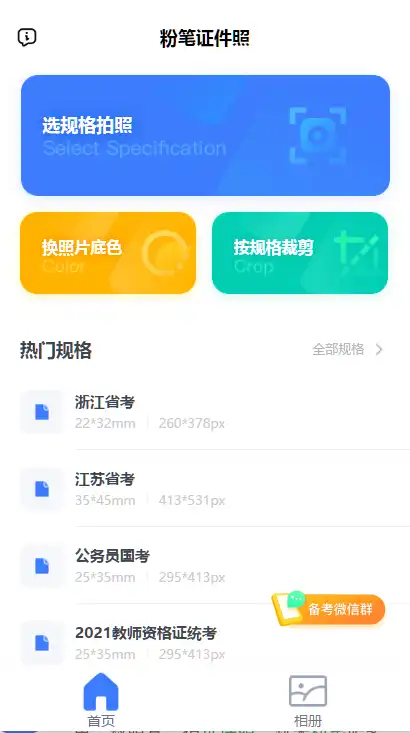 粉笔证件照
选规格拍照
Select Specification
换照片底色
Color
按规格裁剪
Crop
热门规格
全部规格
浙江省考
22*32mm 260*378px
江苏省考
35*45mm 413*531px
公务员国考
25*35mm 295*413px
备考微信群
2021教师资格证统考
25*35mm 295*413px
首页
相册